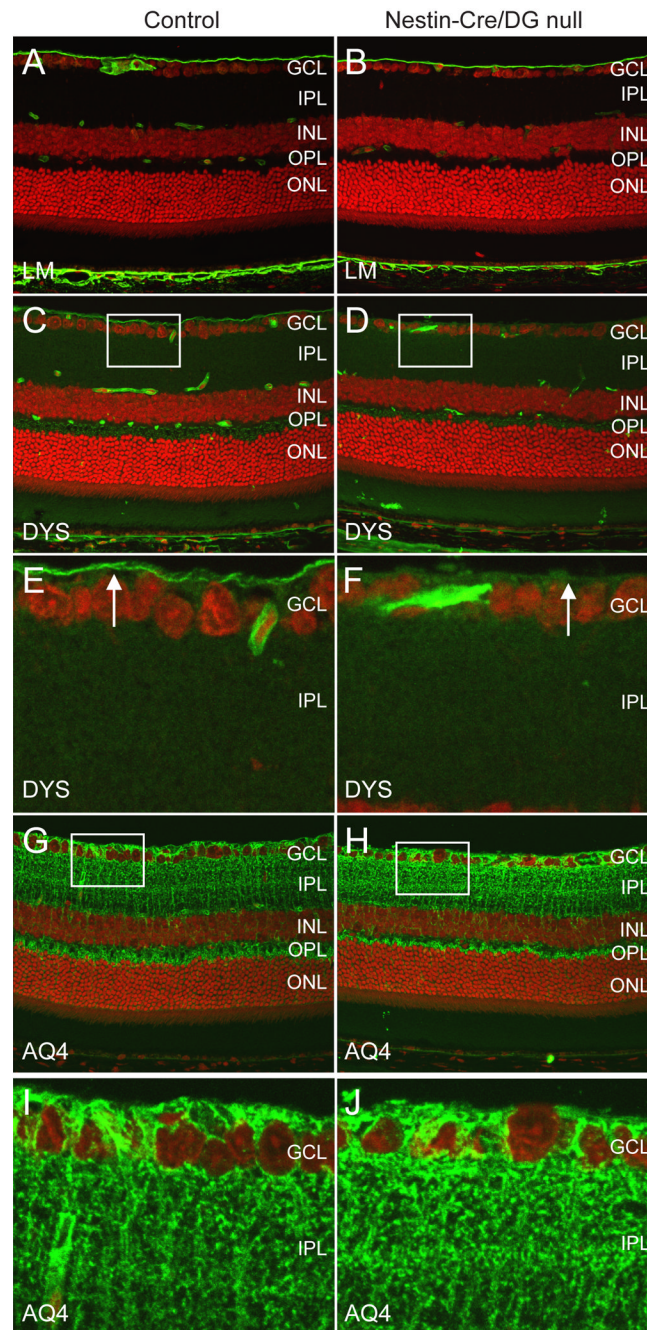 Control
Nestin-Cre/DG null
A
GCL
IPL
INL
OPL
ONL
LM
B
GCL
IPL
INL
OPL
ONL
LM
C
GCL
IPL
INL
OPL
ONL
DYS
D
GCL
IPL
INL
OPL
ONL
DYS
E
GCL
IPL
DYS
F
GCL
IPL
DYS
G
GCL
IPL
INL
OPL
ONL
AQ4
H
GCL
IPL
INL
OPL
ONL
AQ4
I
GCL
IPL
AQ4
J
GCL
IPL
AQ4